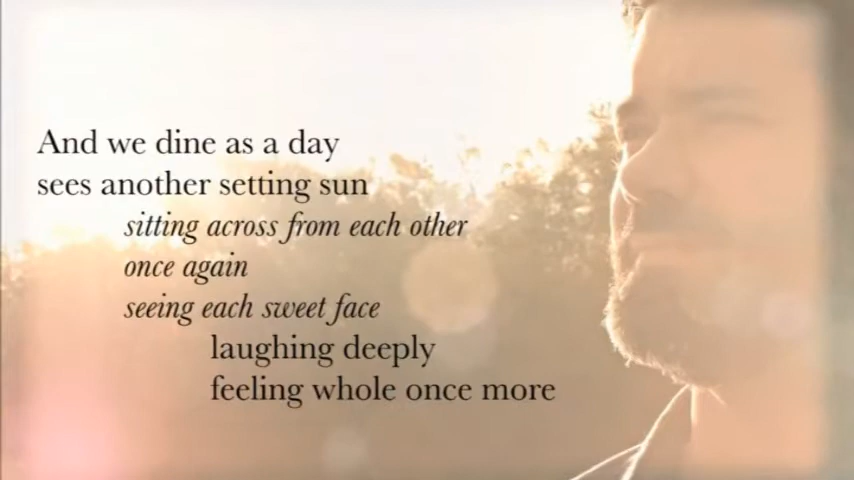 And we dine as a day
sees another setting sun
sitting across from each other
once again
seeing each sweet face
laughing deeply
feeling whole once more